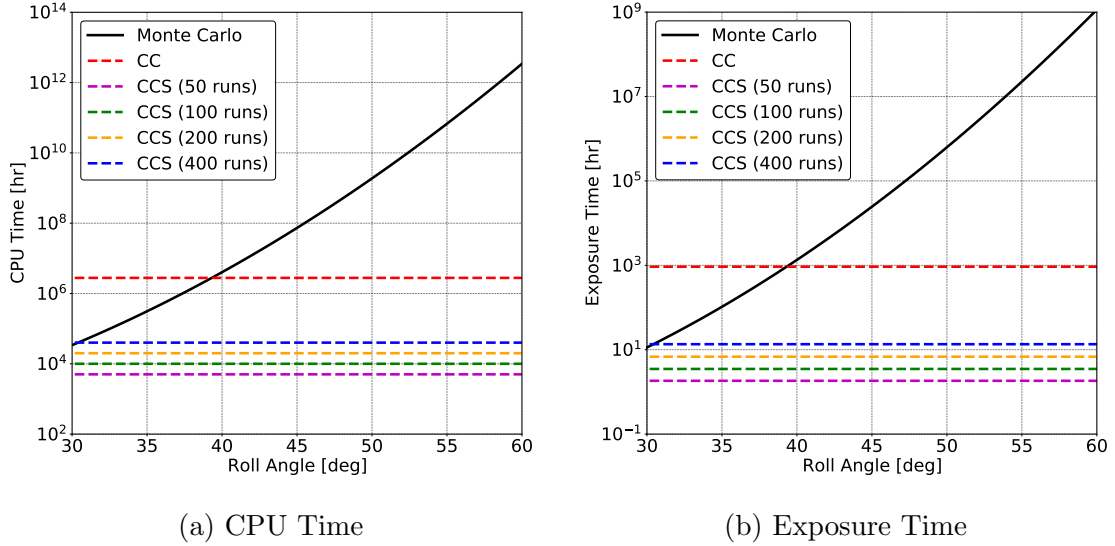 10^14
10^12
10^10
10^8
10^6
10^4
10^2
CPU Time [hr]
Monte Carlo
CC
CCS (50 runs)
CCS (100 runs)
CCS (200 runs)
CCS (400 runs)
30 35 40 45 50 55 60
Roll Angle [deg]
(a) CPU Time
10^9
10^7
10^5
10^3
10^1
10^−1
Exposure Time [hr]
Monte Carlo
CC
CCS (50 runs)
CCS (100 runs)
CCS (200 runs)
CCS (400 runs)
30 35 40 45 50 55 60
Roll Angle [deg]
(b) Exposure Time